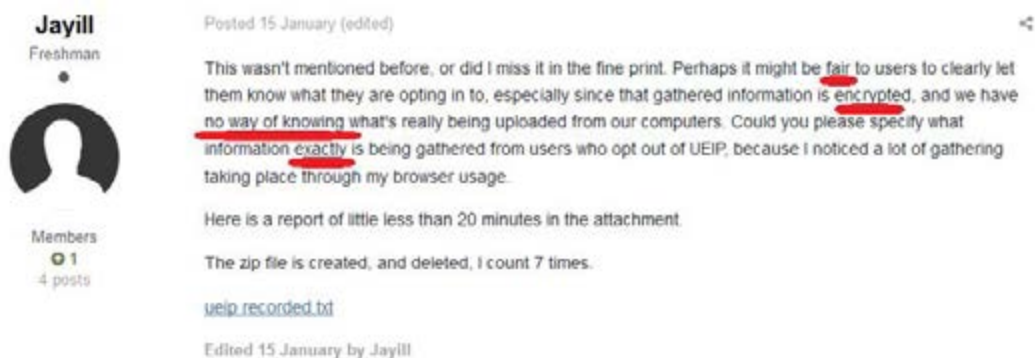 Jayill
Freshman
Members
1
4 posts
Posted 15 January (edited)
This wasn't mentioned before, or did I miss it in the fine print. Perhaps it might be fair to users to clearly let
them know what they are opting in to, especially since that gathered information is encrypted, and we have
no way of knowing what's really being uploaded from our computers. Could you please specify what
information exactly is being gathered from users who opt out of UEIP, because I noticed a lot of gathering
taking place through my browser usage.
Here is a report of little less than 20 minutes in the attachment.
The zip file is created, and deleted, I count 7 times.
ueip recorded.txt
Edited 15 January by Jayill